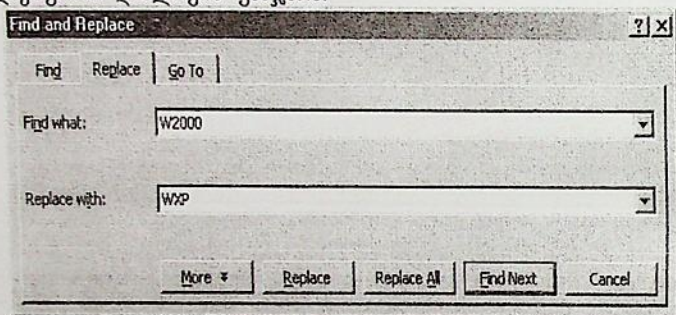 Find and Replace
Find Replace Go To
Find what: W2000
Replace with: WXP
More Replace Replace All Find Next Cancel